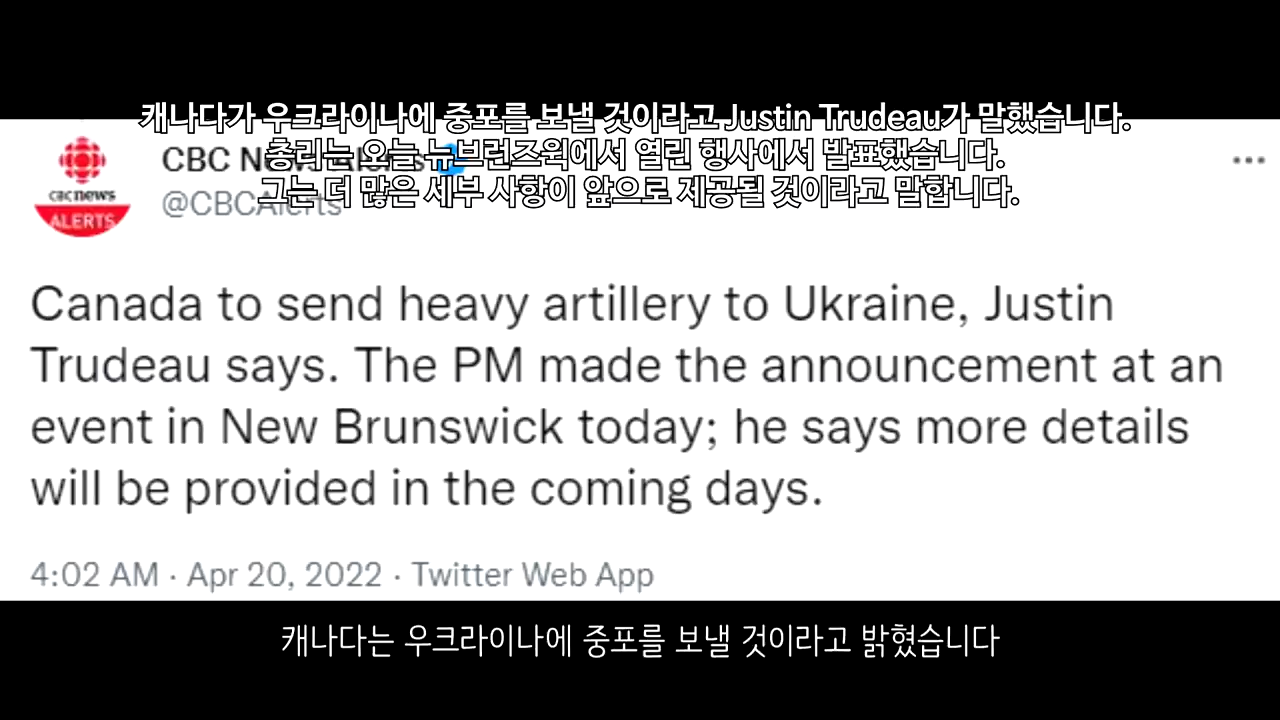 캐나다가 우크라이나에 중포를 보낼 것이라고 Justin Trudeau가 말했습니다.
총리는 오늘 뉴브런즈윅에서 열린 행사에서 발표했습니다.
그는 더 많은 세부 사항이 앞으로 제공될 것이라고 말합니다.
CBC News Alerts
@CBCAlerts
cbc news
ALERTS
Canada to send heavy artillery to Ukraine, Justin
Trudeau says. The PM made the announcement at an
event in New Brunswick today; he says more details
will be provided in the coming days.
4:02 AM · Apr 20, 2022 · Twitter Web App
캐나다는 우크라이나에 중포를 보낼 것이라고 밝혔습니다